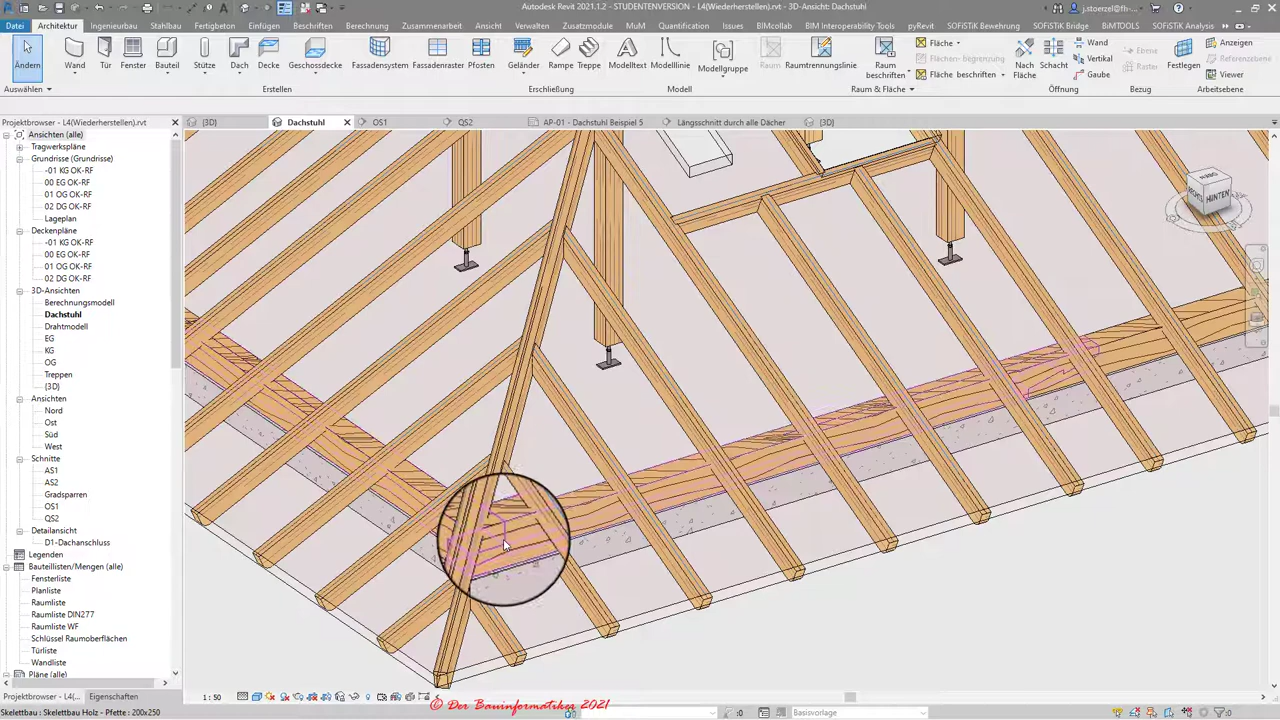 Autodesk Revit 2021.1.2 - STUDENTENVERSION - L4(Wiederherstellen).rvt - 3D-Ansicht: Dachstuhl
j.stoerzel@fh-...
Datei Architektur Ingenieurbau Stahlbau Fertigteile Einfügen Beschriften Berechnung Zusammenarbeit Ansicht Verwalten Zusatzmodule MuM Quantification Issues BIMcollab BIM Interoperability Tools pyRevit SOFiSTiK Bewehrung SOFiSTiK Bridge BiMTOOLS SOFiSTiK Analysis
Ändern Wand Tür Fenster Bauteil Stütze Dach Decke Geschossdecke Fassadensystem Fassadenraster Pfosten Geländer Rampe Treppe Modelltext Modelllinie Modellgruppe Raum Raumtrennungslinie Raum beschriften
Fläche
Flächen- begrenzung
Fläche beschriften
Nach Fläche Schacht
Wand
Vertikal
Gaube
Ebene
Raster
Festlegen
Anzeigen
Referenzebene
Viewer
Auswählen Erstellen Erschließung Modell Raum & Fläche Öffnung Bezug Arbeitsebene
Projektbrowser - L4(Wiederherstellen).rvt
{3D} Dachstuhl OS1 QS2 AP-01 - Dachstuhl Beispiel 5 Längsschnitt durch alle Dächer {3D}
Ansichten (alle)
Tragwerkspläne
Grundrisse (Grundrisse)
-01 KG OK-RF
00 EG OK-RF
01 OG OK-RF
02 DG OK-RF
Lageplan
Deckenpläne
-01 KG OK-RF
00 EG OK-RF
01 OG OK-RF
02 DG OK-RF
3D-Ansichten
Berechnungsmodell
Dachstuhl
Drahtmodell
EG
KG
OG
Treppen
{3D}
Ansichten
Nord
Ost
Süd
West
Schnitte
AS1
AS2
Gradsparren
OS1
QS2
Detailansicht
D1-Dachanschluss
Legenden
Bauteillisten/Mengen (alle)
Fensterliste
Planliste
Raumliste
Raumliste DIN277
Raumliste WF
Schlüssel Raumoberflächen
Türliste
Wandliste
Pläne (alle)
HINTEN
Projektbrowser - L4(... Eigenschaften
1 : 50
© Der Bauinformatiker 2021
Skelettbau : Skelettbau Holz - Pfette : 200x250
:0
Basisvorlage
:0